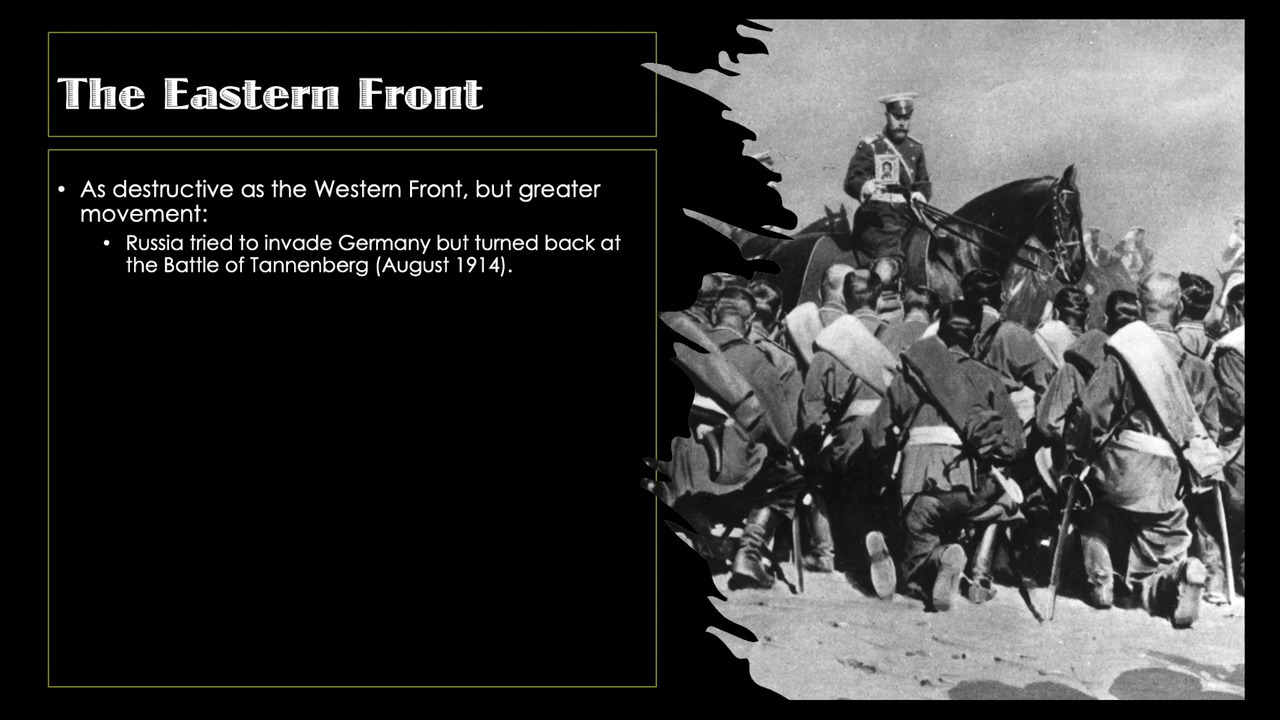 The Eastern Front
• As destructive as the Western Front, but greater
movement:
• Russia tried to invade Germany but turned back at
the Battle of Tannenberg (August 1914).